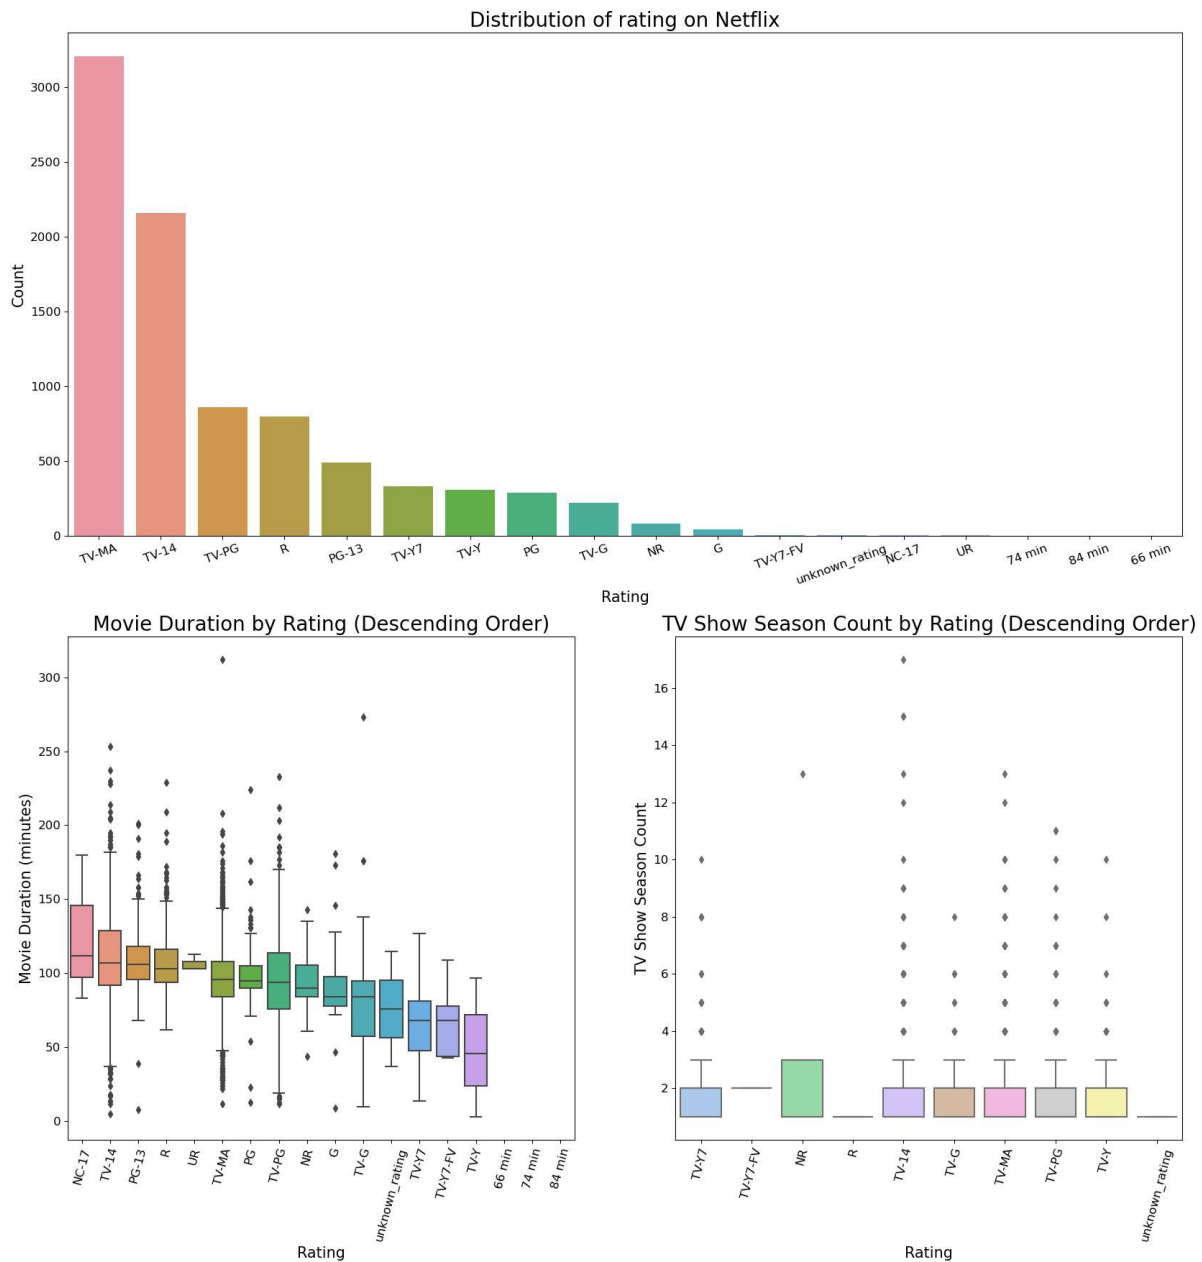 Distribution of rating on Netflix
3000
2500
2000
1500
1000
500
0
Count
TV-MA TV-14 TV-PG R PG-13 TV-Y7 TV-Y PG TV-G NR G TV-Y7-FV unknown_rating NC-17 UR 74 min 84 min 66 min
Rating
Movie Duration by Rating (Descending Order)
300
250
200
150
100
50
0
Movie Duration (minutes)
NC-17 TV-14 PG-13 R UR TV-MA PG TV-PG NR G TV-G unknown_rating TV-Y7 TV-Y7-FV TV-Y 66 min 74 min 84 min
Rating
TV Show Season Count by Rating (Descending Order)
16
14
12
10
8
6
4
2
TV Show Season Count
TV-Y7 TV-Y7-FV NR R TV-14 TV-G TV-MA TV-PG TV-Y unknown_rating
Rating